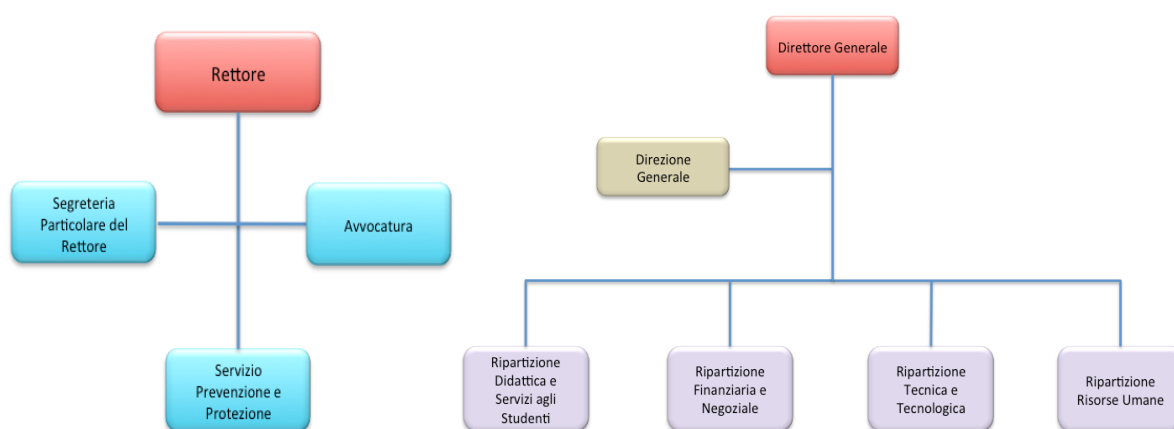 Rettore
Segreteria
Particolare del
Rettore
Avvocatura
Servizio
Prevenzione e
Protezione
Direttore Generale
Direzione
Generale
Ripartizione
Didattica e
Servizi agli
Studenti
Ripartizione
Finanziaria e
Negoziale
Ripartizione
Tecnica e
Tecnologica
Ripartizione
Risorse Umane